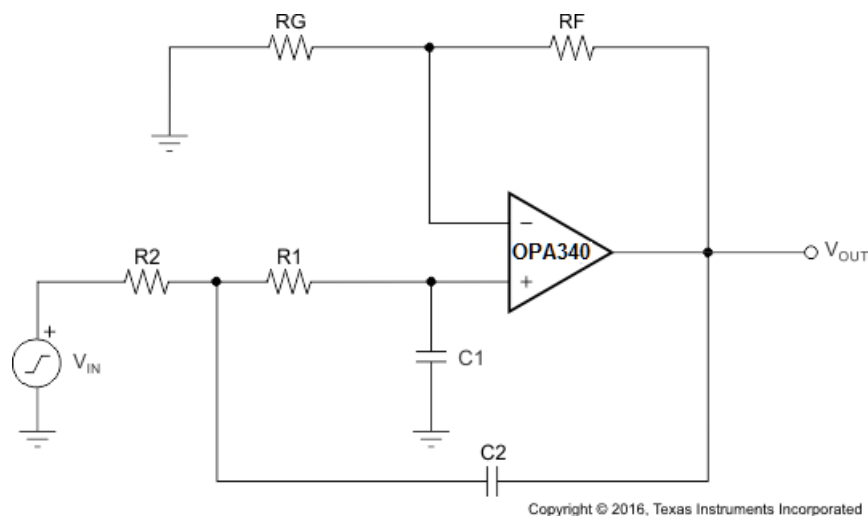 RG
RF
R2
R1
−
OPA340
+
VOUT
+
VIN
C1
C2
Copyright © 2016, Texas Instruments Incorporated